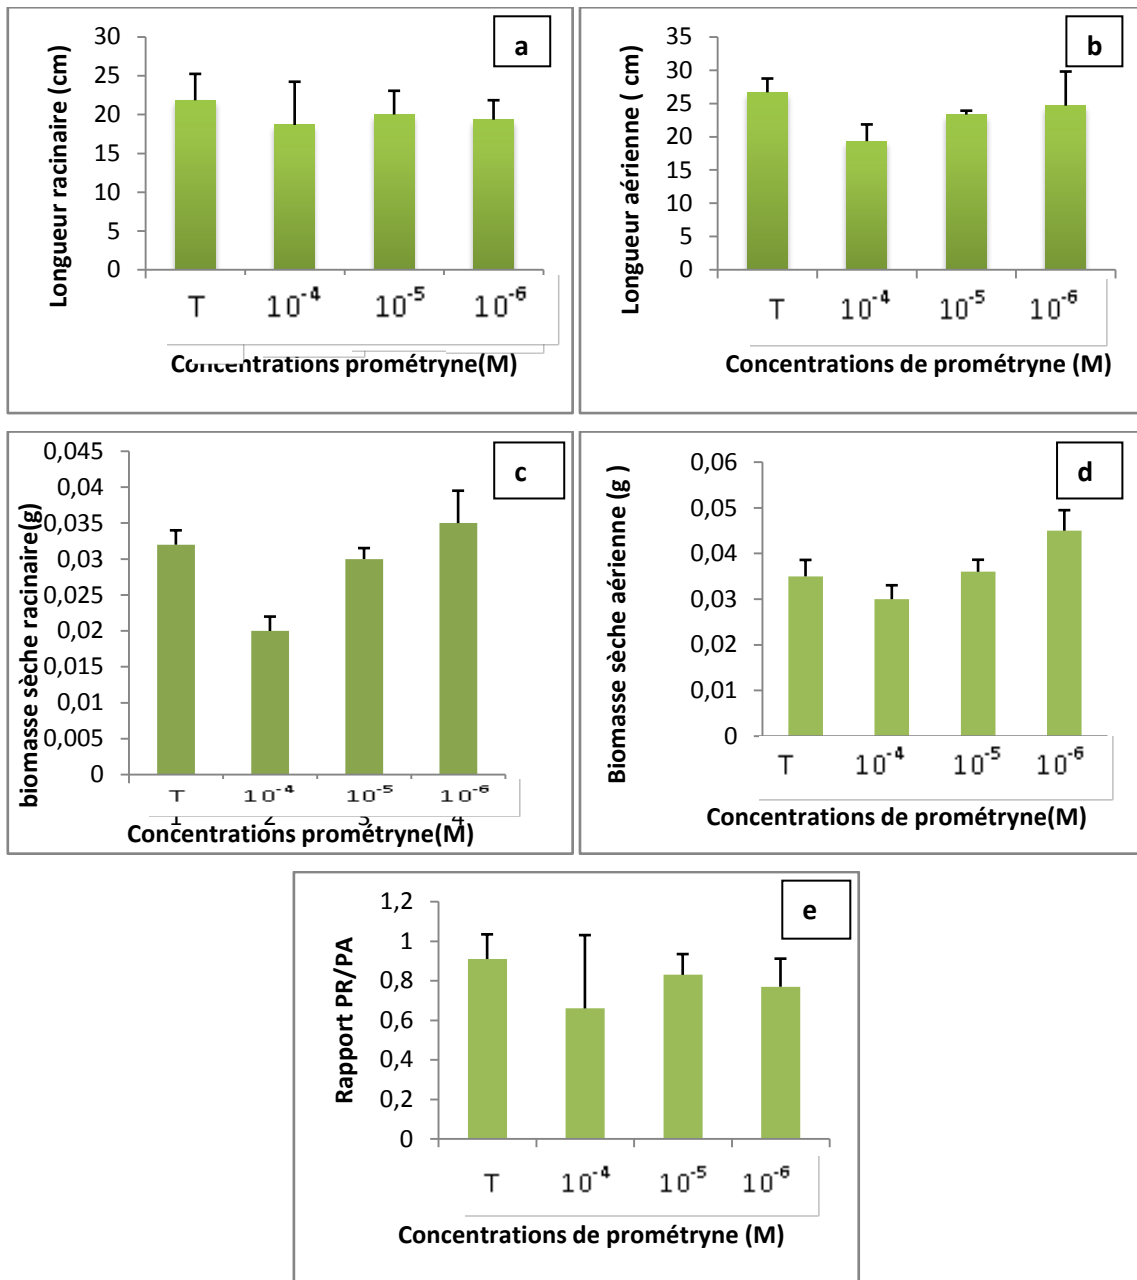 a
Longueur racinaire (cm)
30
25
20
15
10
5
0
T 10⁻⁴ 10⁻⁵ 10⁻⁶
Concentrations prométryne(M)
b
Longueur aérienne ( cm)
35
30
25
20
15
10
5
0
T 10⁻⁴ 10⁻⁵ 10⁻⁶
Concentrations de prométryne (M)
c
biomasse sèche racinaire(g)
0,045
0,04
0,035
0,03
0,025
0,02
0,015
0,01
0,005
0
T 10⁻⁴ 10⁻⁵ 10⁻⁶
1 2 3 4
Concentrations prométryne(M)
d
Biomasse sèche aérienne (g )
0,06
0,05
0,04
0,03
0,02
0,01
0
T 10⁻⁴ 10⁻⁵ 10⁻⁶
Concentrations de prométryne(M)
e
Rapport PR/PA
1,2
1
0,8
0,6
0,4
0,2
0
T 10⁻⁴ 10⁻⁵ 10⁻⁶
Concentrations de prométryne (M)